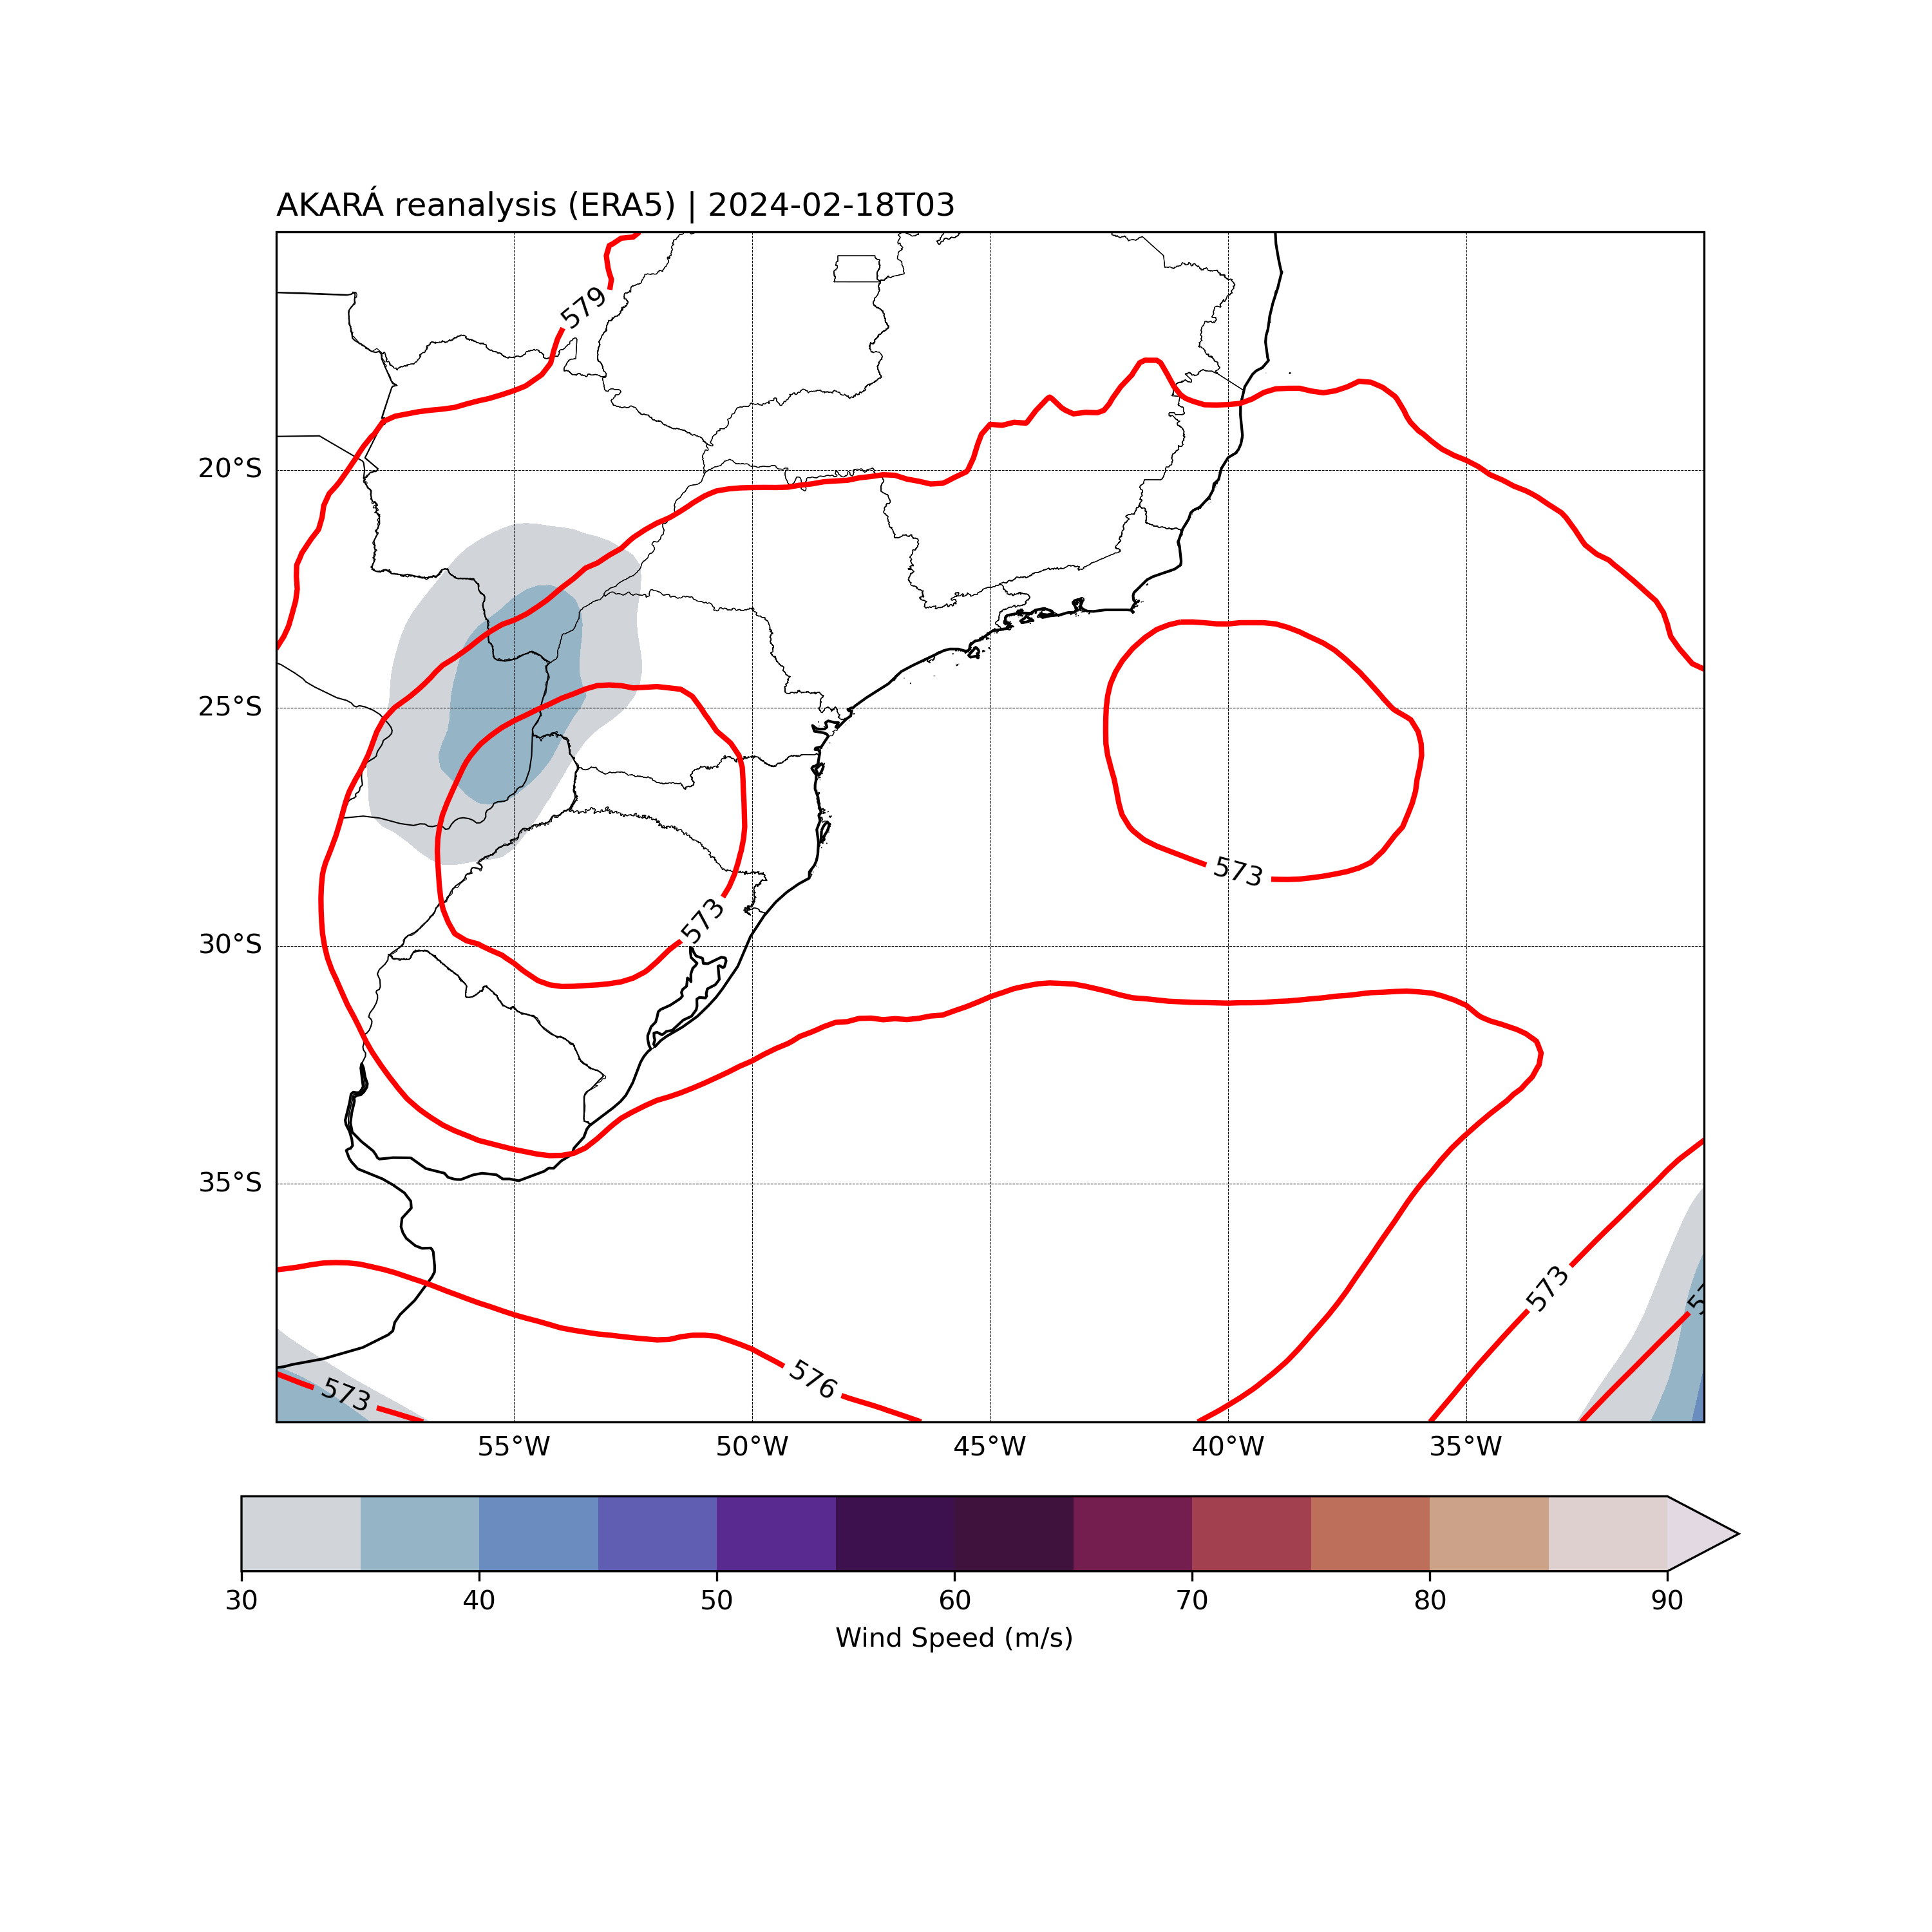 AKARÁ reanalysis (ERA5) | 2024-02-18T03
579
20°S
25°S
573
573
30°S
35°S
573
576
573
55°W 50°W 45°W 40°W 35°W
30 40 50 60 70 80 90
Wind Speed (m/s)